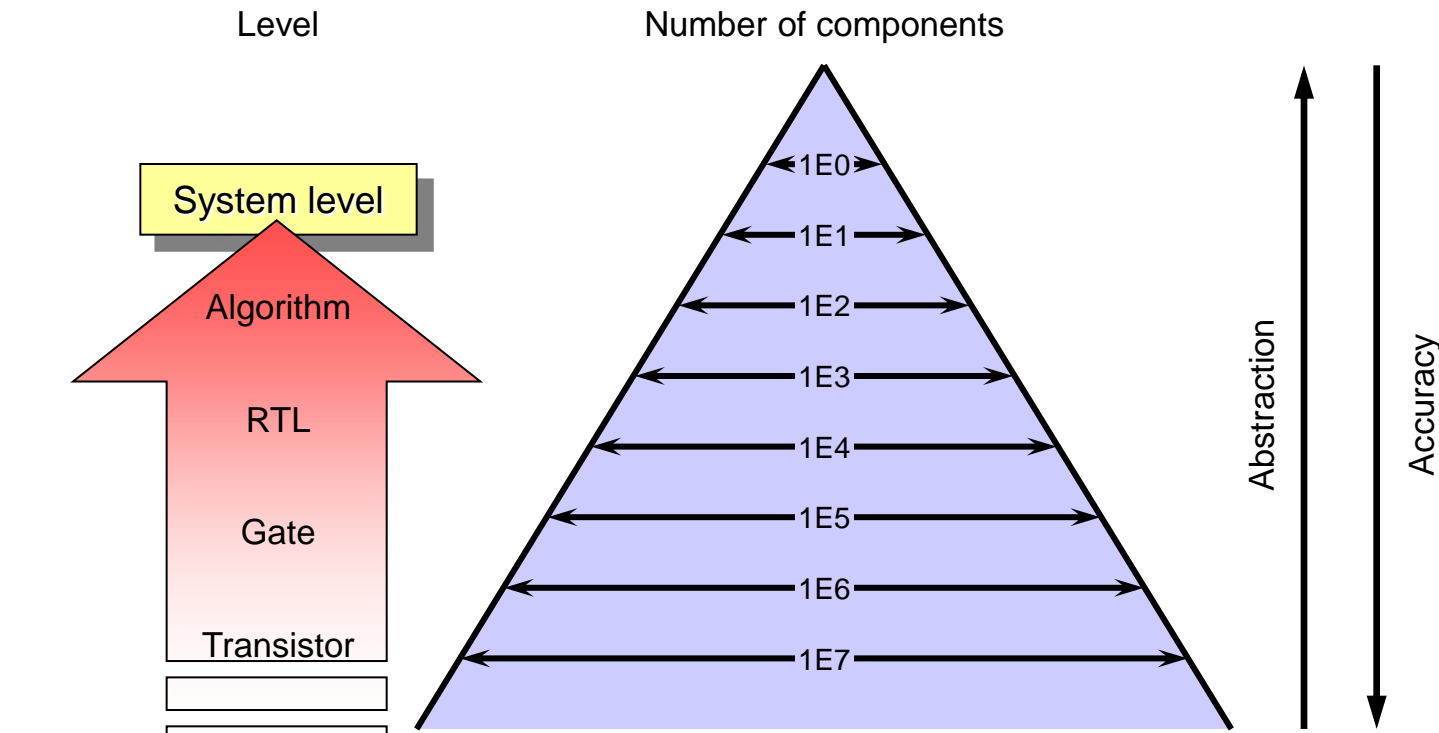 Level
Number of components
System level
Algorithm
RTL
Gate
Transistor
1E0
1E1
1E2
1E3
1E4
1E5
1E6
1E7
Abstraction
Accuracy